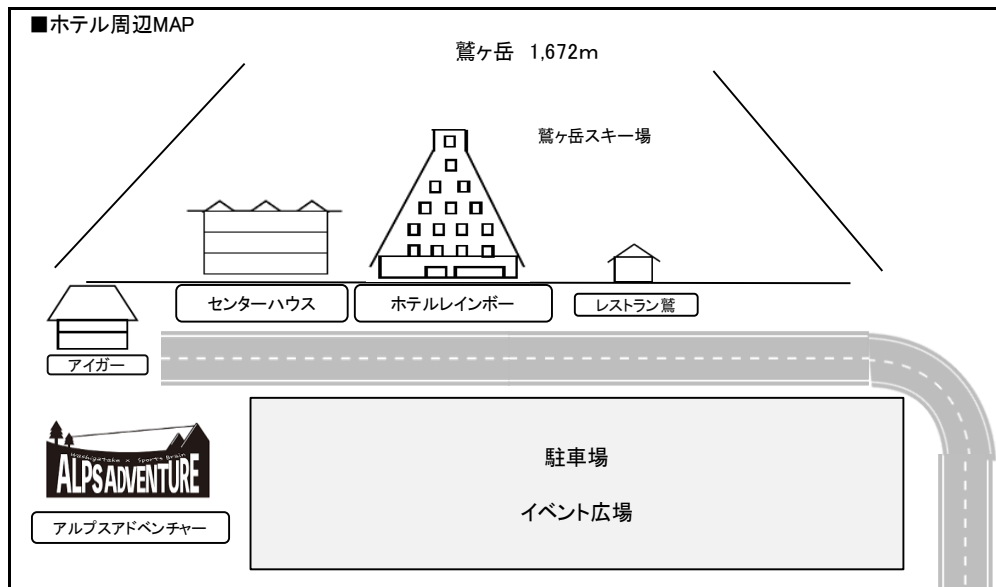 ■ホテル周辺MAP
鷲ヶ岳 1,672m
鷲ヶ岳スキー場
センターハウス
ホテルレインボー
レストラン鷲
アイガー
Washigatake × Sports Brain
ALPS ADVENTURE
アルプスアドベンチャー
駐車場
イベント広場